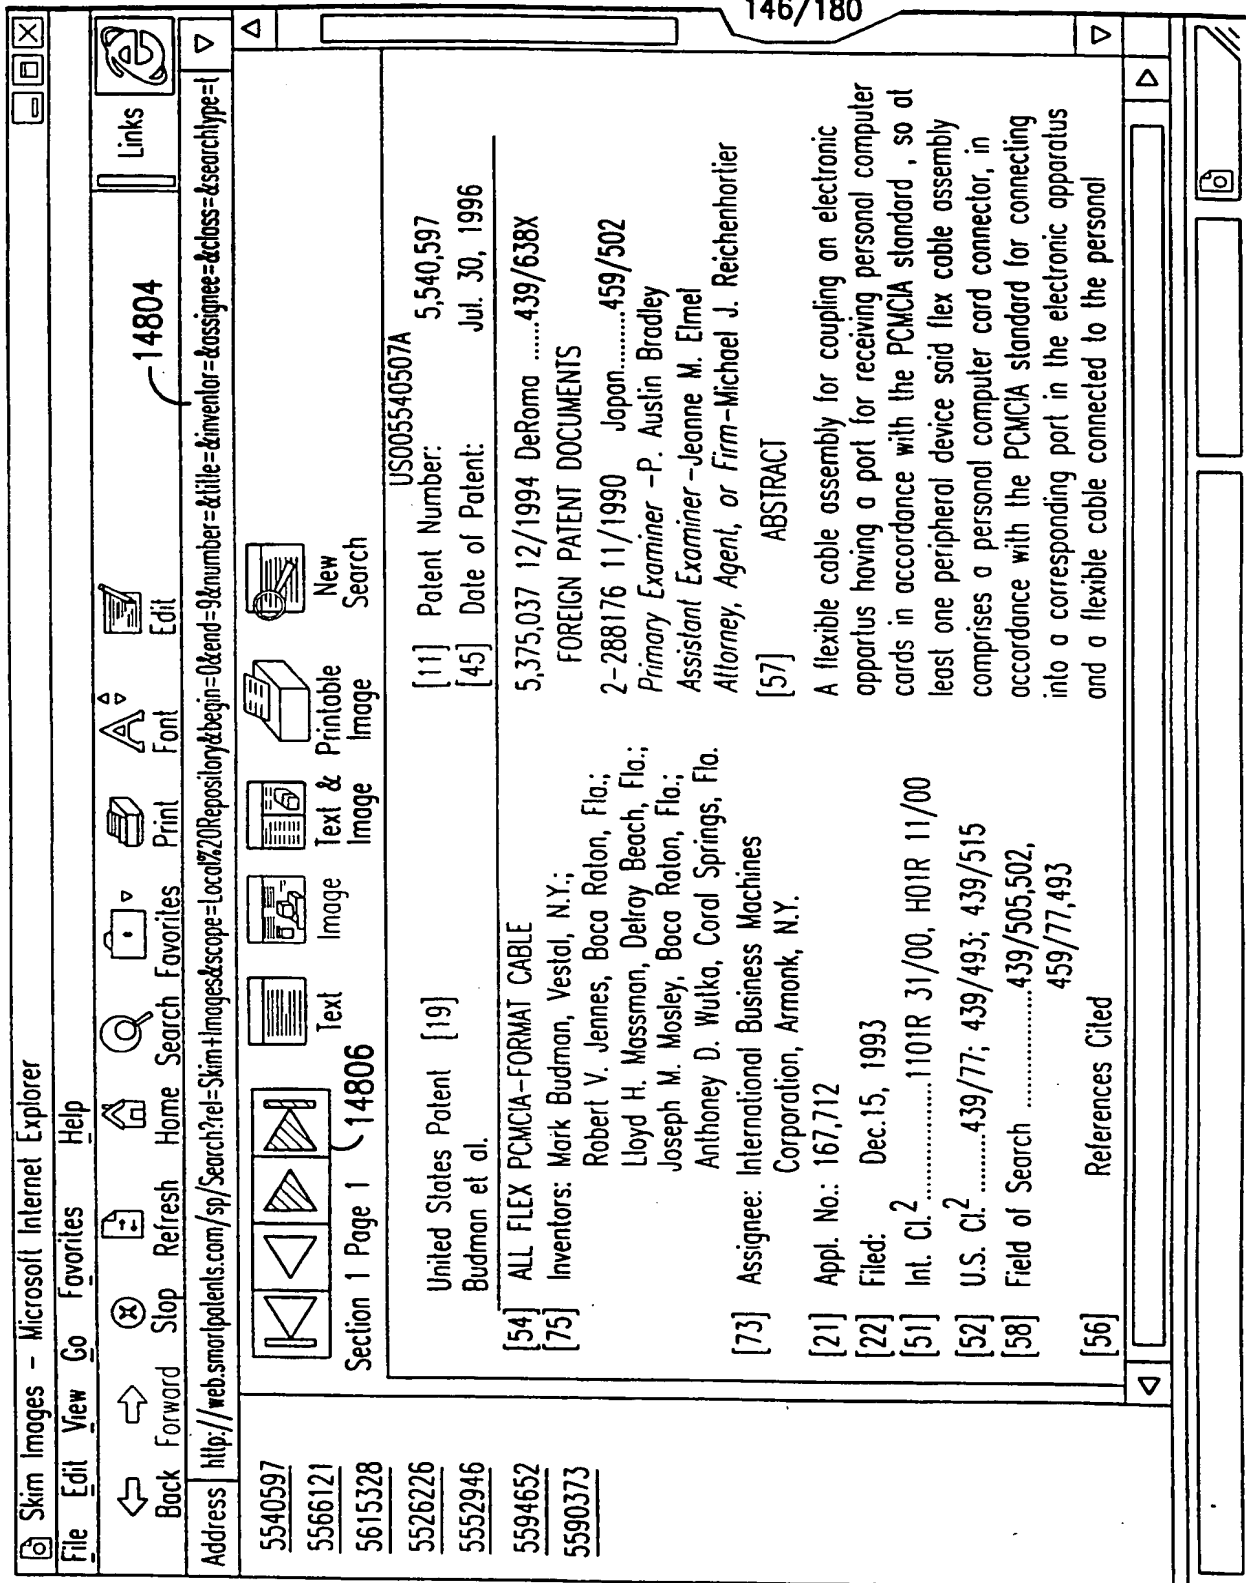 146/180
Skim Images – Microsoft Internet Explorer
File Edit View Go Favorites Help
Back Forward Stop Refresh Home Search Favorites Print Font Edit
Links
14804
Address http://web.smartpatents.com/sp/Search?rel=Skim+Images&scope=Local%20Repository&begin=0&end=9&number=&title=&inventor=&assignee=&class=&searchtype=t
5540597
5566121
5615328
5526226
5552946
5594652
5590373
Text Image Text & Image Printable Image New Search
Section 1 Page 1
14806
United States Patent [19]
Budman et al.
US005540507A
[11] Patent Number: 5,540,597
[45] Date of Patent: Jul. 30, 1996
[54] ALL FLEX PCMCIA-FORMAT CABLE
[75] Inventors: Mark Budman, Vestal, N.Y.;
Robert V. Jennes, Boca Raton, Fla.;
Lloyd H. Massman, Delray Beach, Fla.;
Joseph M. Mosley, Boca Raton, Fla.;
Anthoney D. Wutka, Coral Springs, Fla.
[73] Assignee: International Business Machines
Corporation, Armonk, N.Y.
[21] Appl. No.: 167,712
[22] Filed: Dec.15, 1993
[51] Int. Cl.2 ..............1101R 31/00, H01R 11/00
[52] U.S. Cl.2 .........439/77; 439/493; 439/515
[58] Field of Search ................439/505,502,
459/77,493
[56] References Cited
5,375,037 12/1994 DeRoma ......439/638X
FOREIGN PATENT DOCUMENTS
2-288176 11/1990 Japan.........459/502
Primary Examiner –P. Austin Bradley
Assistant Examiner –Jeanne M. Elmel
Attorney, Agent, or Firm–Michael J. Reichenhortier
[57] ABSTRACT
A flexible cable assembly for coupling an electronic
appartus having a port for receiving personal computer
cards in accordance with the PCMCIA standard , so at
least one peripheral device said flex cable assembly
comprises a personal computer card connector, in
accordance with the PCMCIA standard for connecting
into a corresponding port in the electronic apparatus
and a flexible cable connected to the personal